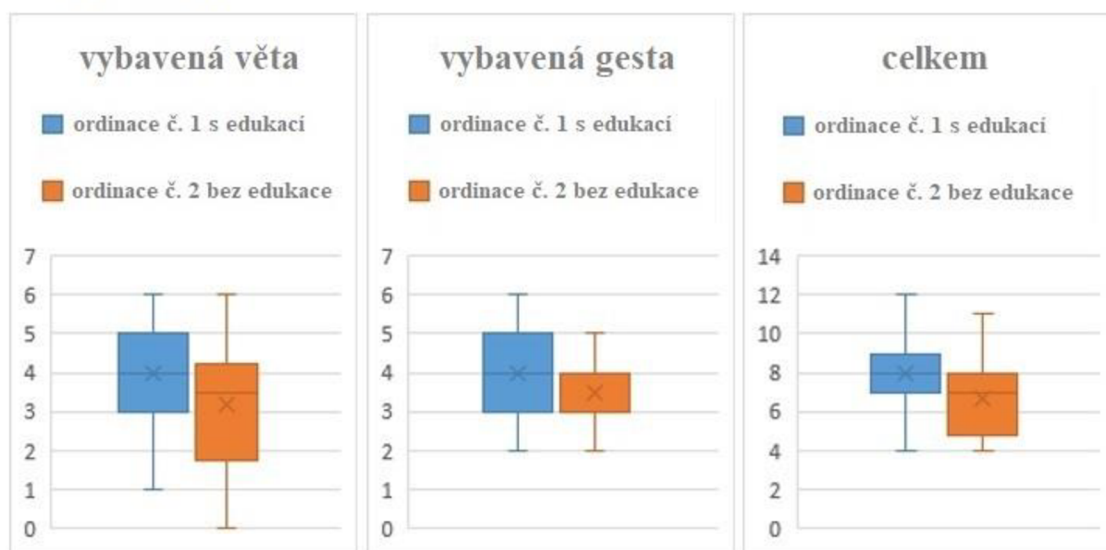 vybavená věta
ordinace č. 1 s edukací
ordinace č. 2 bez edukace
7
6
5
4
3
2
1
0
vybavená gesta
ordinace č. 1 s edukací
ordinace č. 2 bez edukace
7
6
5
4
3
2
1
0
celkem
ordinace č. 1 s edukací
ordinace č. 2 bez edukace
14
12
10
8
6
4
2
0